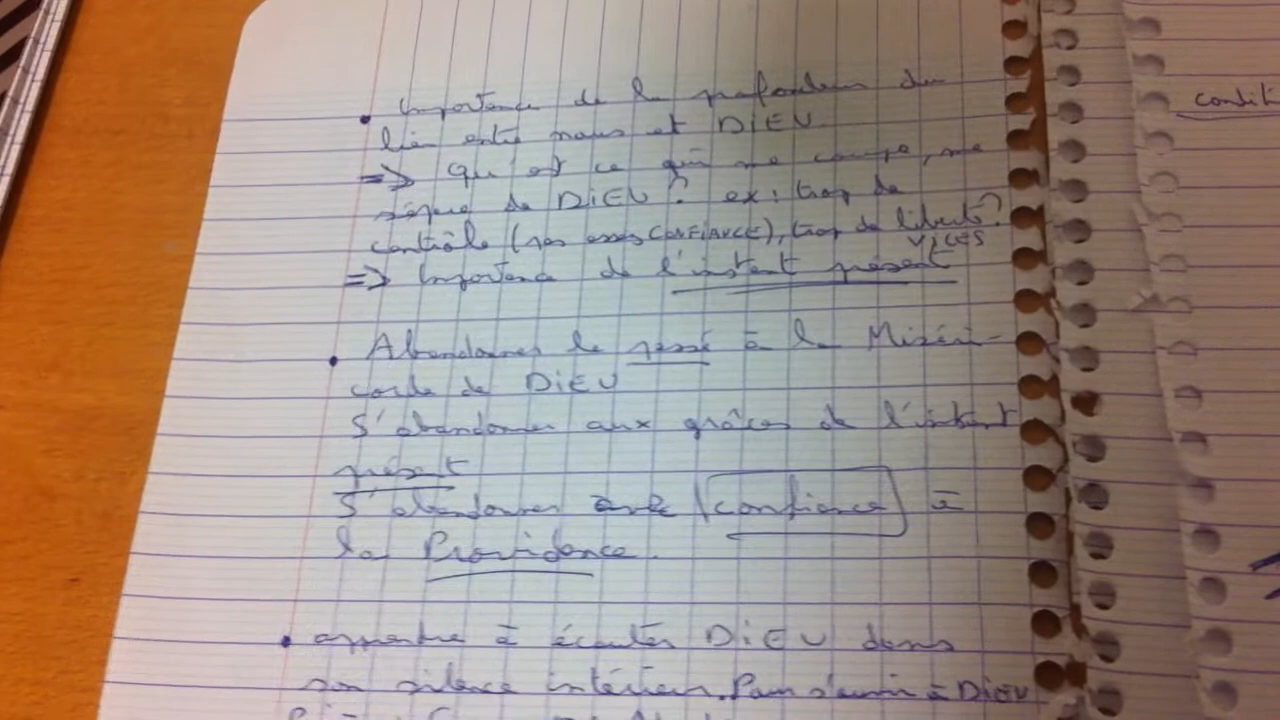 • Importance de la profondeur du
lien entre nous et DIEU
=> Qu'est ce qui me coupe, me
sépare de DIEU ? ex : trop de
contrôle (pas assez CONFIANCE), trop de liberté ?
VICES
=> Importance de l'instant présent
• Abandonner le passé à la Miséri-
corde de DIEU
S'abandonner aux grâces de l'instant
présent
S'abandonner avec confiance à
la Providence.
• apprendre à écouter DIEU dans
son silence intérieur. Pour s'unir à DIEU
conditi